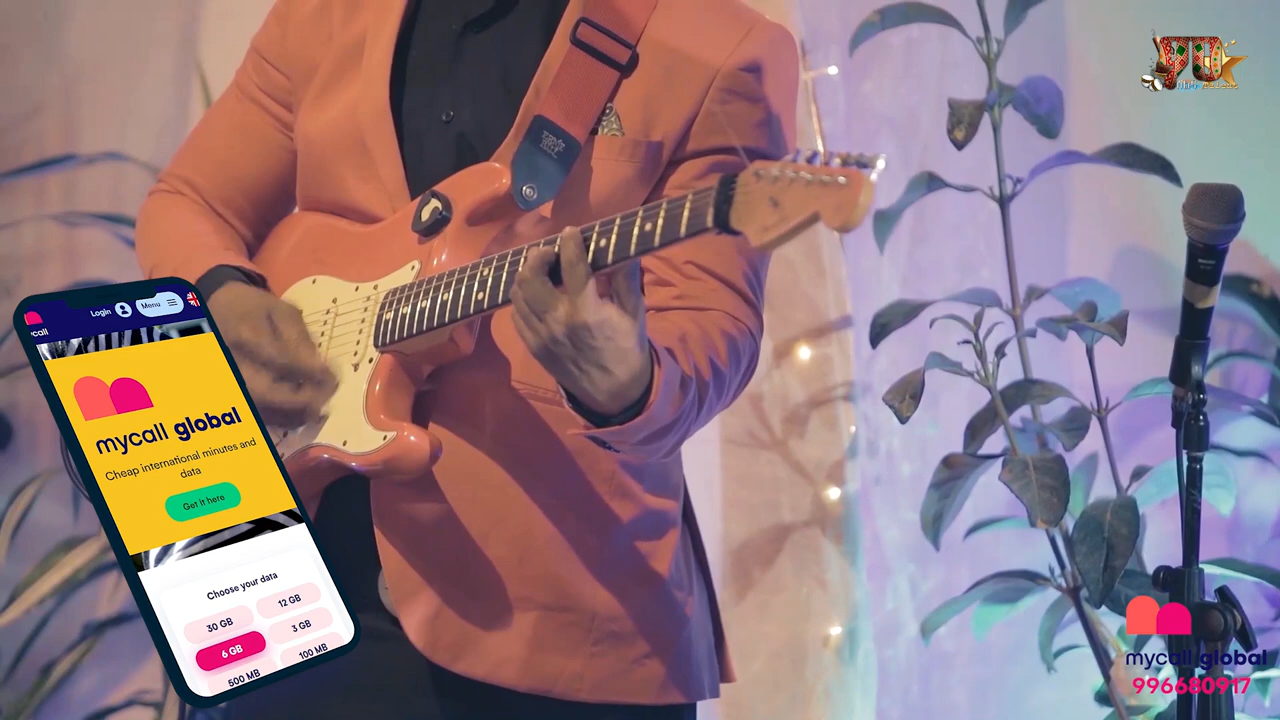 Login
Menu
ycall
mycall global
Cheap international minutes and
data
Get it here
Choose your data
30 GB
12 GB
6 GB
3 GB
500 MB
100 MB
mycall global
996680917